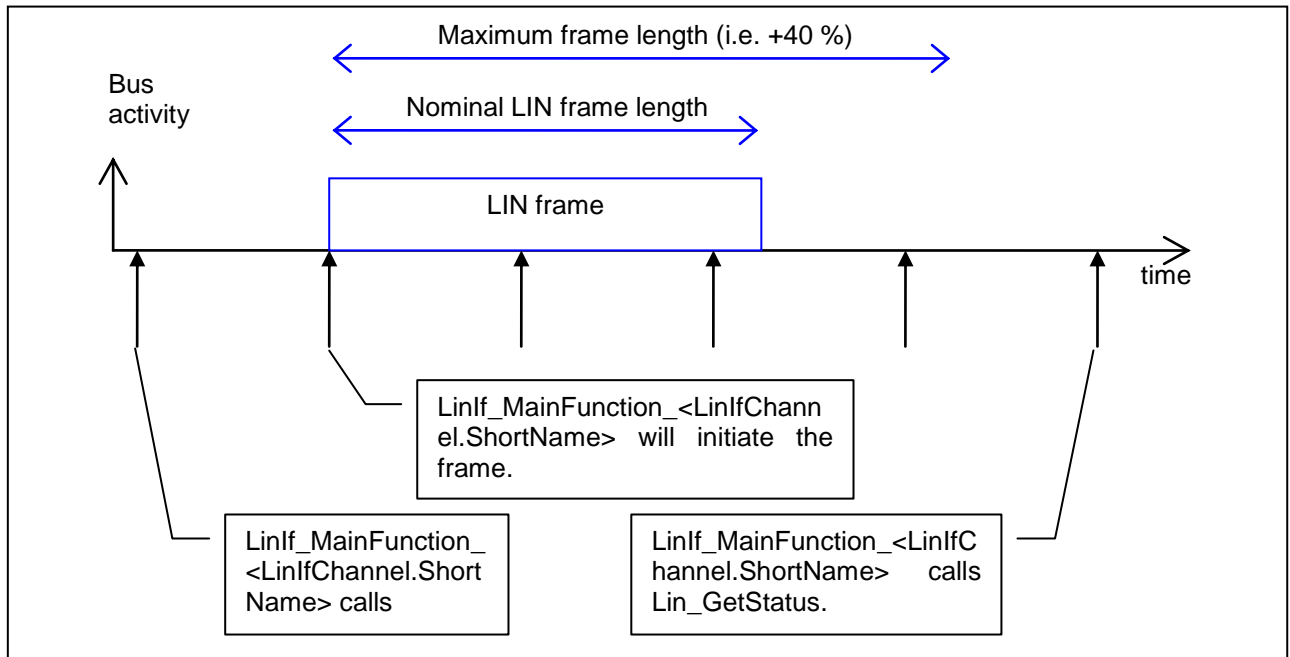 Maximum frame length (i.e. +40 %)
Bus
activity
Nominal LIN frame length
LIN frame
time
LinIf_MainFunction_<LinIfChann
el.ShortName> will initiate the
frame.
LinIf_MainFunction_
<LinIfChannel.Short
Name> calls
LinIf_MainFunction_<LinIfC
hannel.ShortName> calls
Lin_GetStatus.